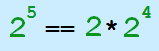 2⁵ == 2*2⁴